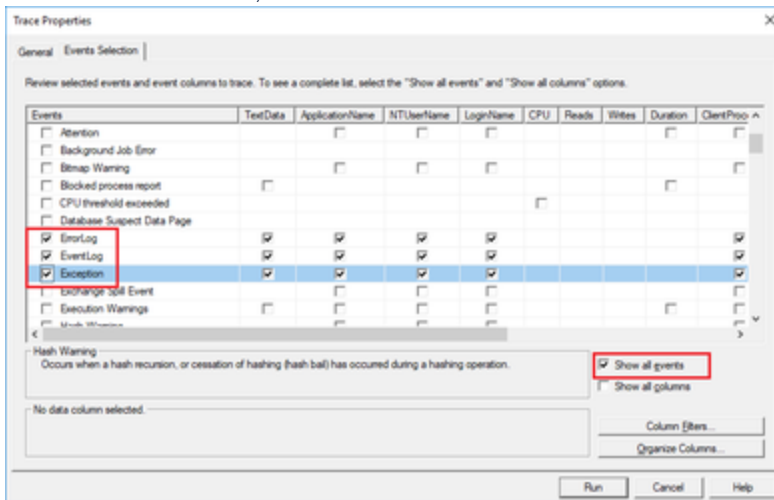 Trace Properties
General Events Selection
Review selected events and event columns to trace. To see a complete list, select the "Show all events" and "Show all columns" options.
Events TextData ApplicationName NTUserName LoginName CPU Reads Writes Duration ClientProc
Attention
Background Job Error
Bitmap Warning
Blocked process report
CPU threshold exceeded
Database Suspect Data Page
ErrorLog
EventLog
Exception
Exchange Spill Event
Execution Warnings
Hash Warning
Hash Warning
Occurs when a hash recursion, or cessation of hashing (hash bail) has occurred during a hashing operation.
Show all events
Show all columns
No data column selected.
Column Filters...
Organize Columns...
Run Cancel Help